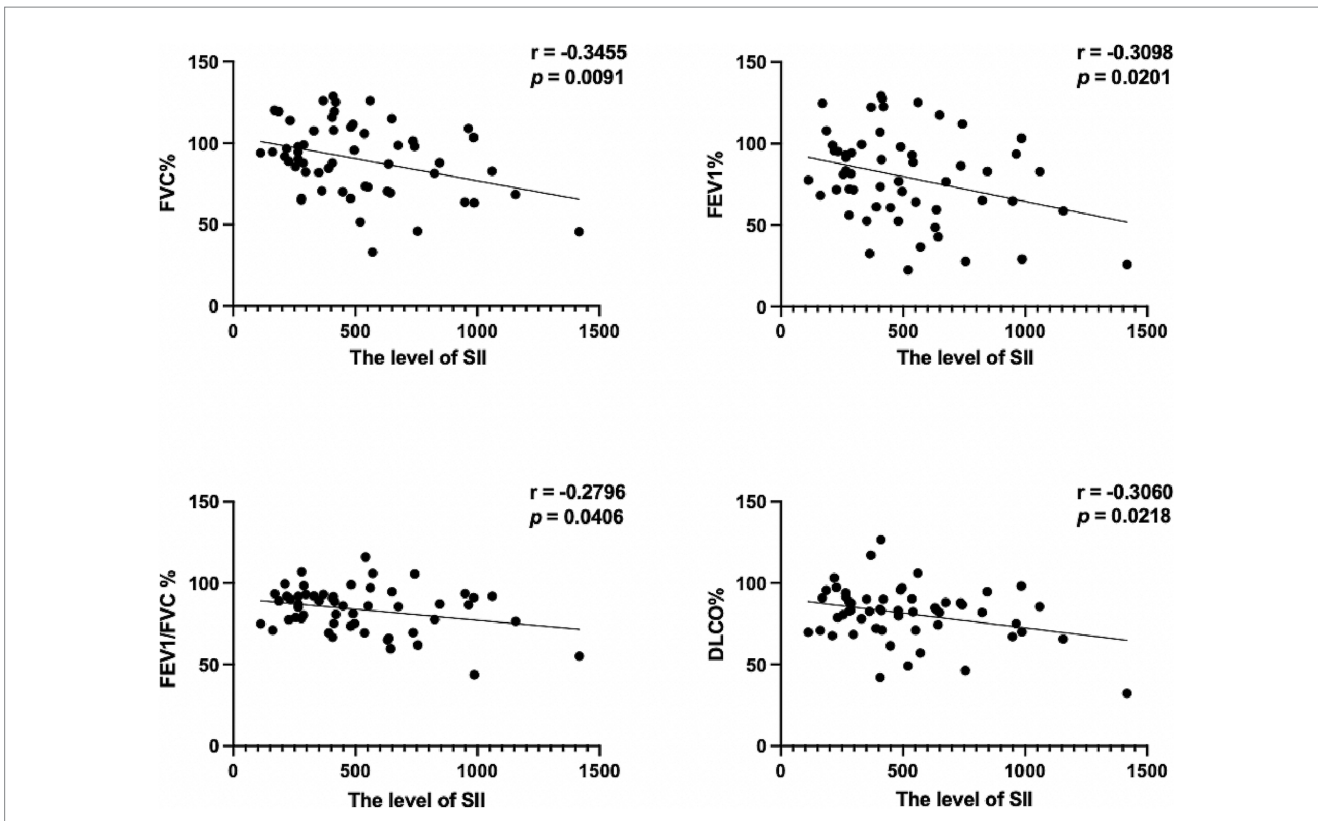 r = -0.3455
p = 0.0091
150
100
50
0
FVC%
0 500 1000 1500
The level of SII
r = -0.3098
p = 0.0201
150
100
50
0
FEV1%
0 500 1000 1500
The level of SII
r = -0.2796
p = 0.0406
150
100
50
0
FEV1/FVC %
0 500 1000 1500
The level of SII
r = -0.3060
p = 0.0218
150
100
50
0
DLCO%
0 500 1000 1500
The level of SII